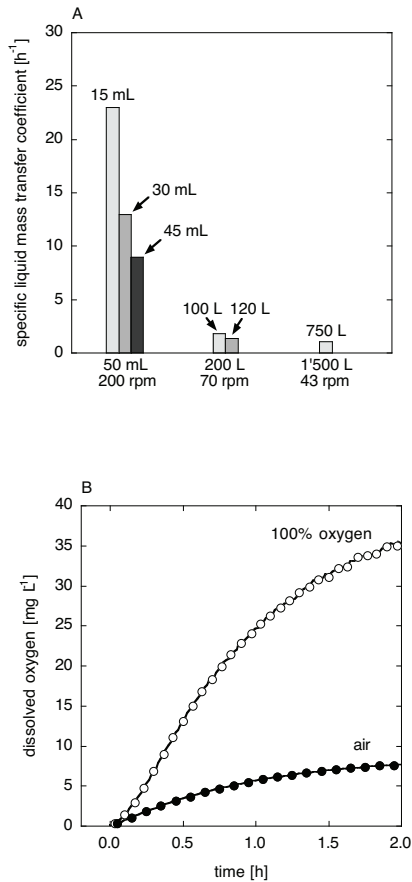 A
specific liquid mass transfer coefficient [h-1]
30
25
20
15
10
5
0
15 mL
30 mL
45 mL
100 L
120 L
750 L
50 mL
200 L
1'500 L
200 rpm
70 rpm
43 rpm
B
dissolved oxygen [mg L-1]
40
35
30
25
20
15
10
5
0
100% oxygen
air
0.0
0.5
1.0
1.5
2.0
time [h]